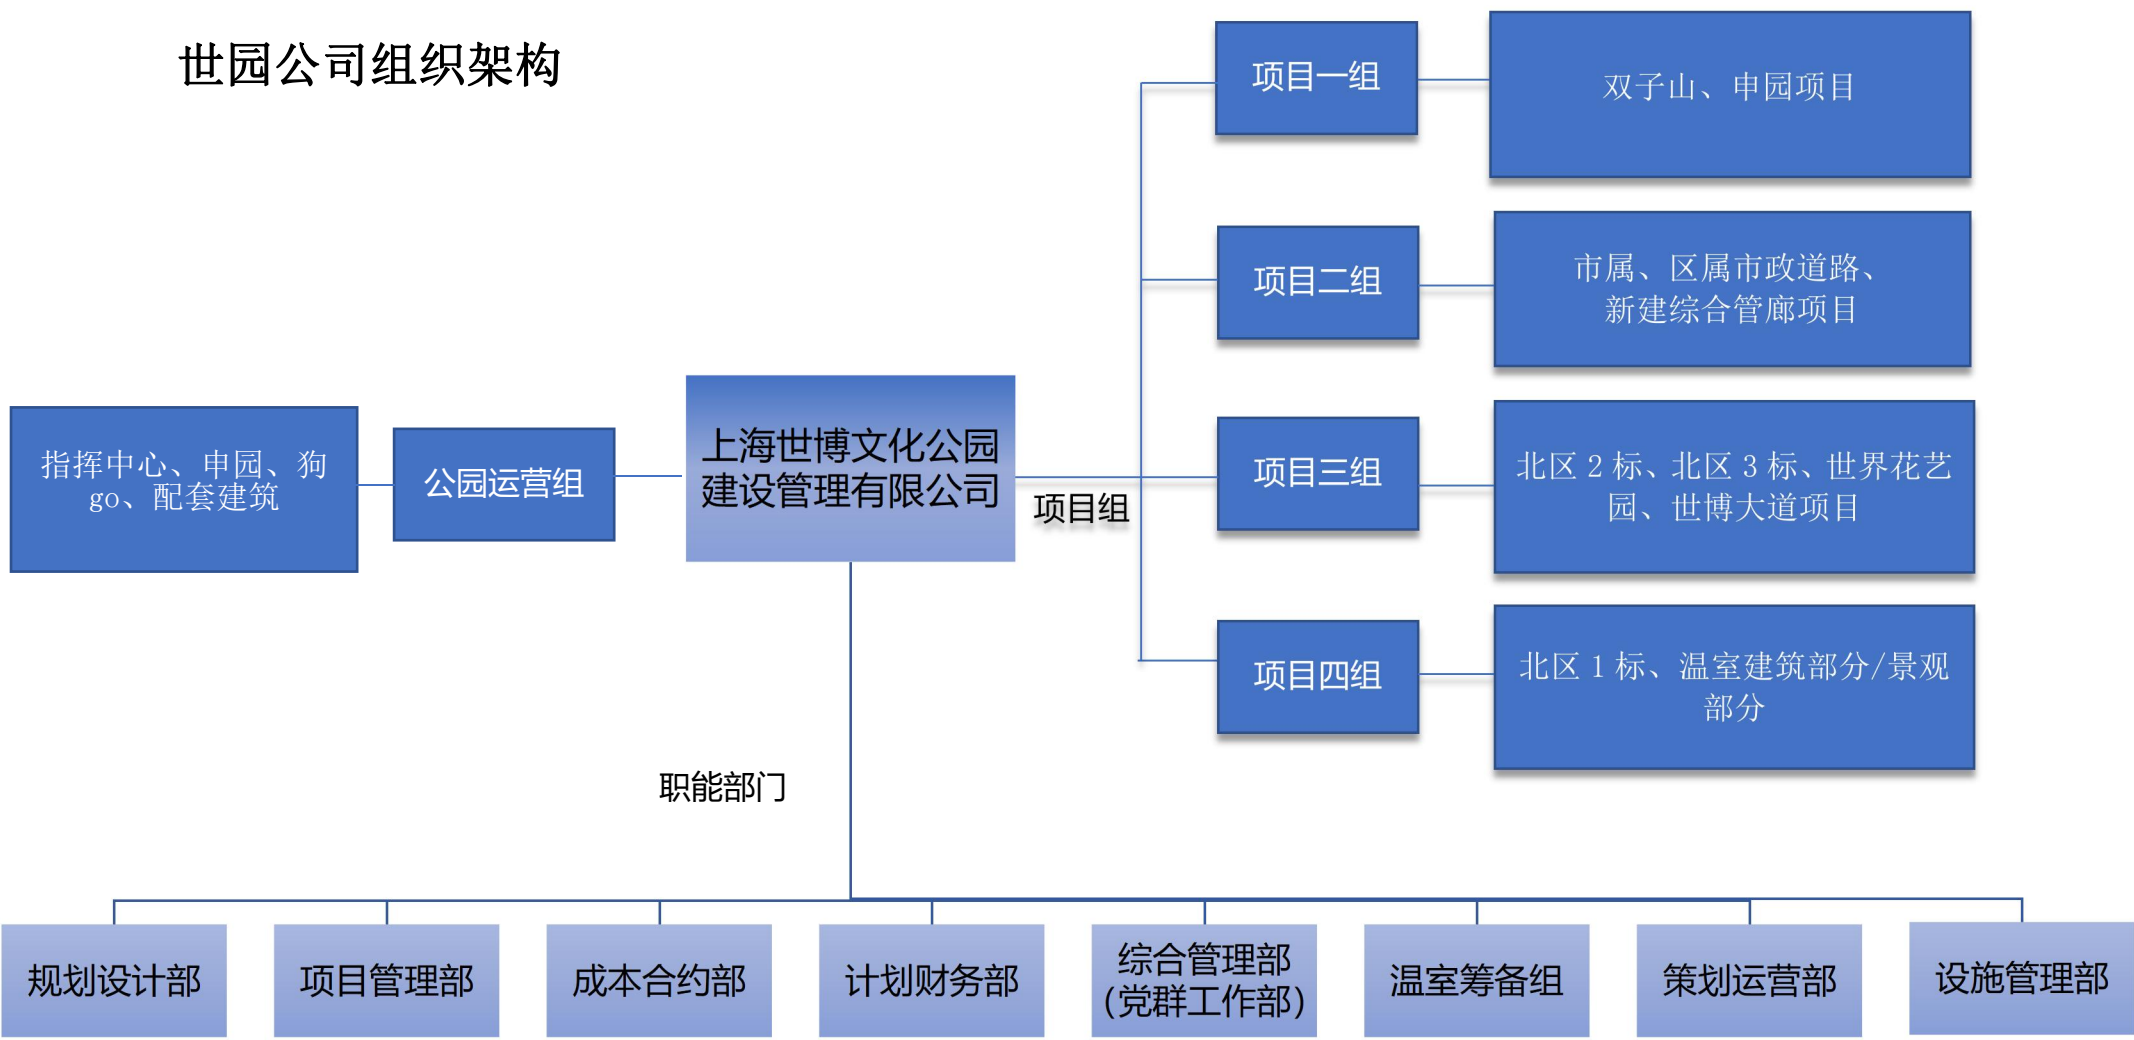 世园公司组织架构
项目一组
双子山、申园项目
项目二组
市属、区属市政道路、
新建综合管廊项目
指挥中心、申园、狗
go、配套建筑
公园运营组
上海世博文化公园
建设管理有限公司
项目组
项目三组
北区 2 标、北区 3 标、世界花艺
园、世博大道项目
项目四组
北区 1 标、温室建筑部分/景观
部分
职能部门
规划设计部
项目管理部
成本合约部
计划财务部
综合管理部
(党群工作部)
温室筹备组
策划运营部
设施管理部